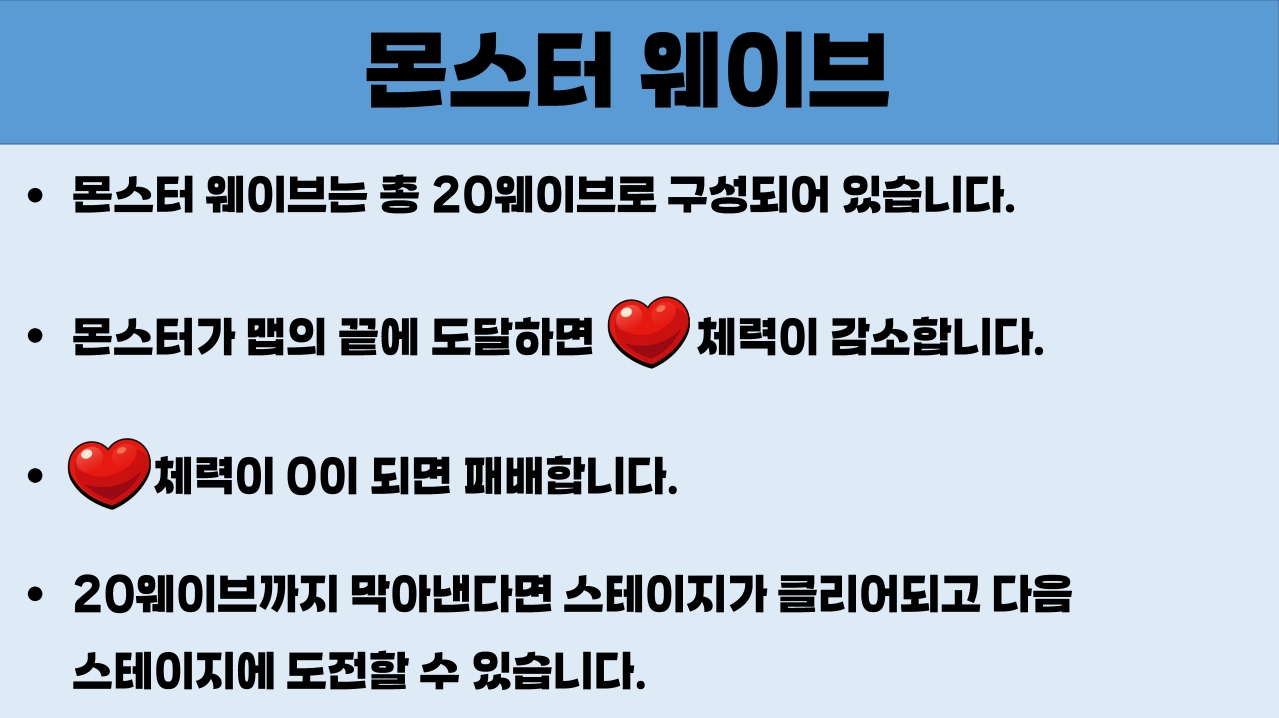 몬스터 웨이브
• 몬스터 웨이브는 총 20웨이브로 구성되어 있습니다.
• 몬스터가 맵의 끝에 도달하면 체력이 감소합니다.
• 체력이 0이 되면 패배합니다.
• 20웨이브까지 막아낸다면 스테이지가 클리어되고 다음
스테이지에 도전할 수 있습니다.